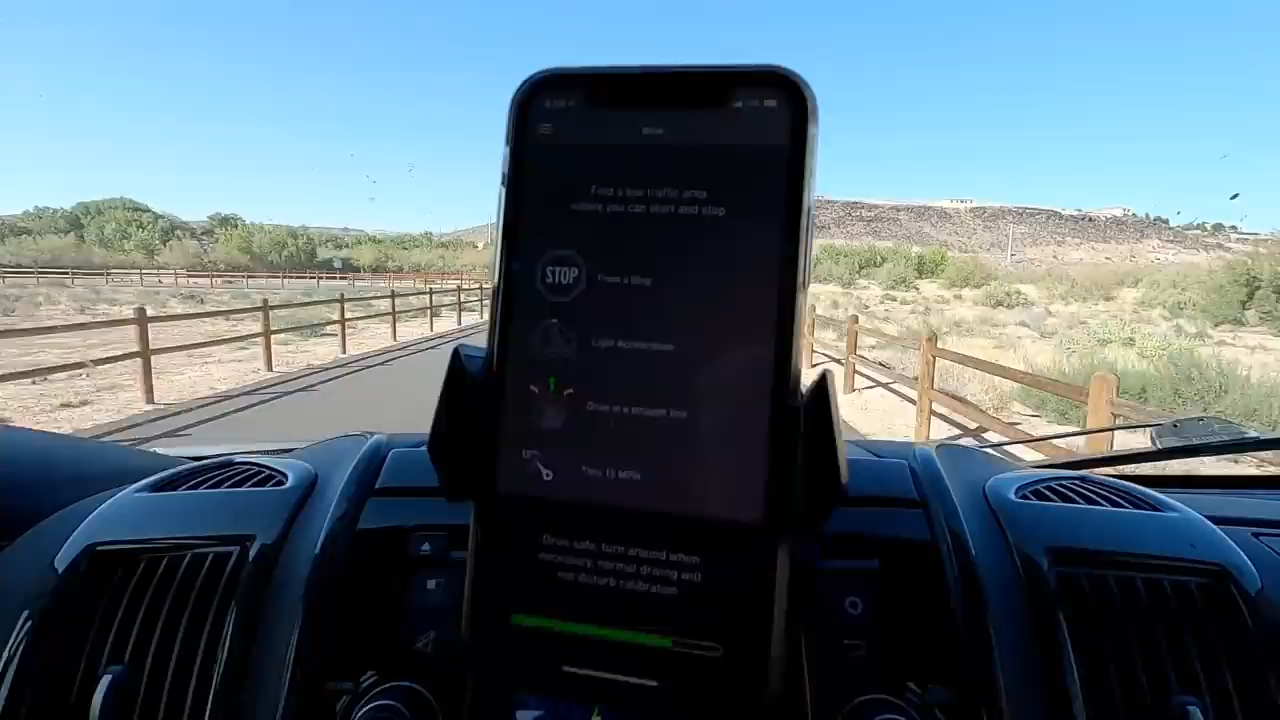 Find a low traffic area
where you can start and stop
STOP
From a Stop
Light Acceleration
Drive in a straight line
Thru 15 MPH
Drive safe, turn around when
necessary, normal driving will
not disturb calibration